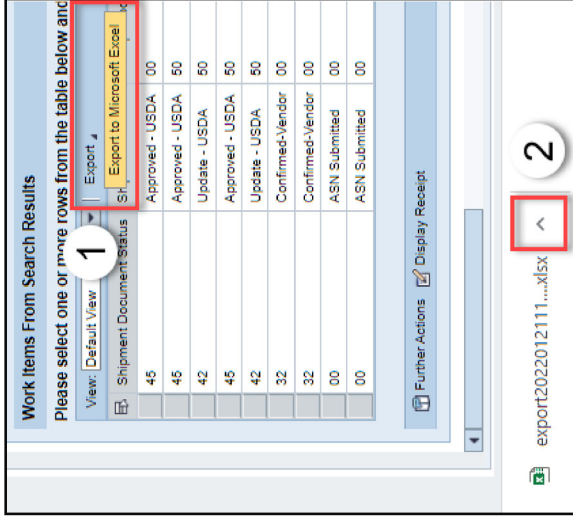 Work Items From Search Results
Please select one or more rows from the table below and
View: Default View Export
Export to Microsoft Excel
1
Shipment Document Status Sh
45 Approved - USDA 00
45 Approved - USDA 50
42 Update - USDA 50
45 Approved - USDA 50
42 Update - USDA 50
32 Confirmed-Vendor 00
32 Confirmed-Vendor 00
00 ASN Submitted 00
00 ASN Submitted 00
Further Actions Display Receipt
export2022012111....xlsx
2